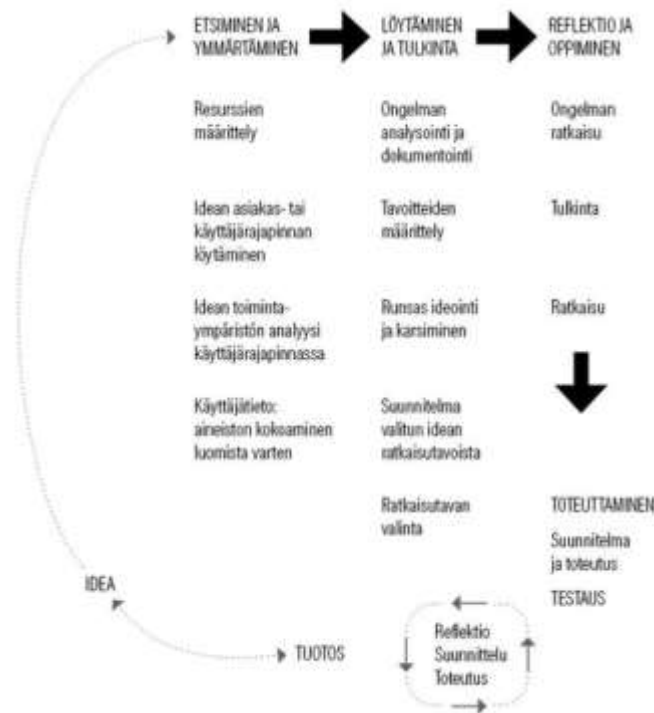 ETSIMINEN JA
YMMÄRTÄMINEN
Resurssien
määrittely
Idean asiakas- tai
käyttäjärajapinnan
löytäminen
Idean toiminta-
ympäristön analyysi
käyttäjärajapinnassa
Käyttäjätieto:
aineiston kokoaminen
luomista varten
LÖYTÄMINEN
JA TULKINTA
Ongelman
analysointi ja
dokumentointi
Tavoitteiden
määrittely
Runsas ideointi
ja karsiminen
Suunnitelma
valitun idean
ratkaisutavoista
Ratkaisutavan
valinta
REFLEKTIO JA
OPPIMINEN
Ongelman
ratkaisu
Tulkinta
Ratkaisu
TOTEUTTAMINEN
Suunnitelma
ja toteutus
TESTAUS
Reflektio
Suunnittelu
Toteutus
TUOTOS
IDEA